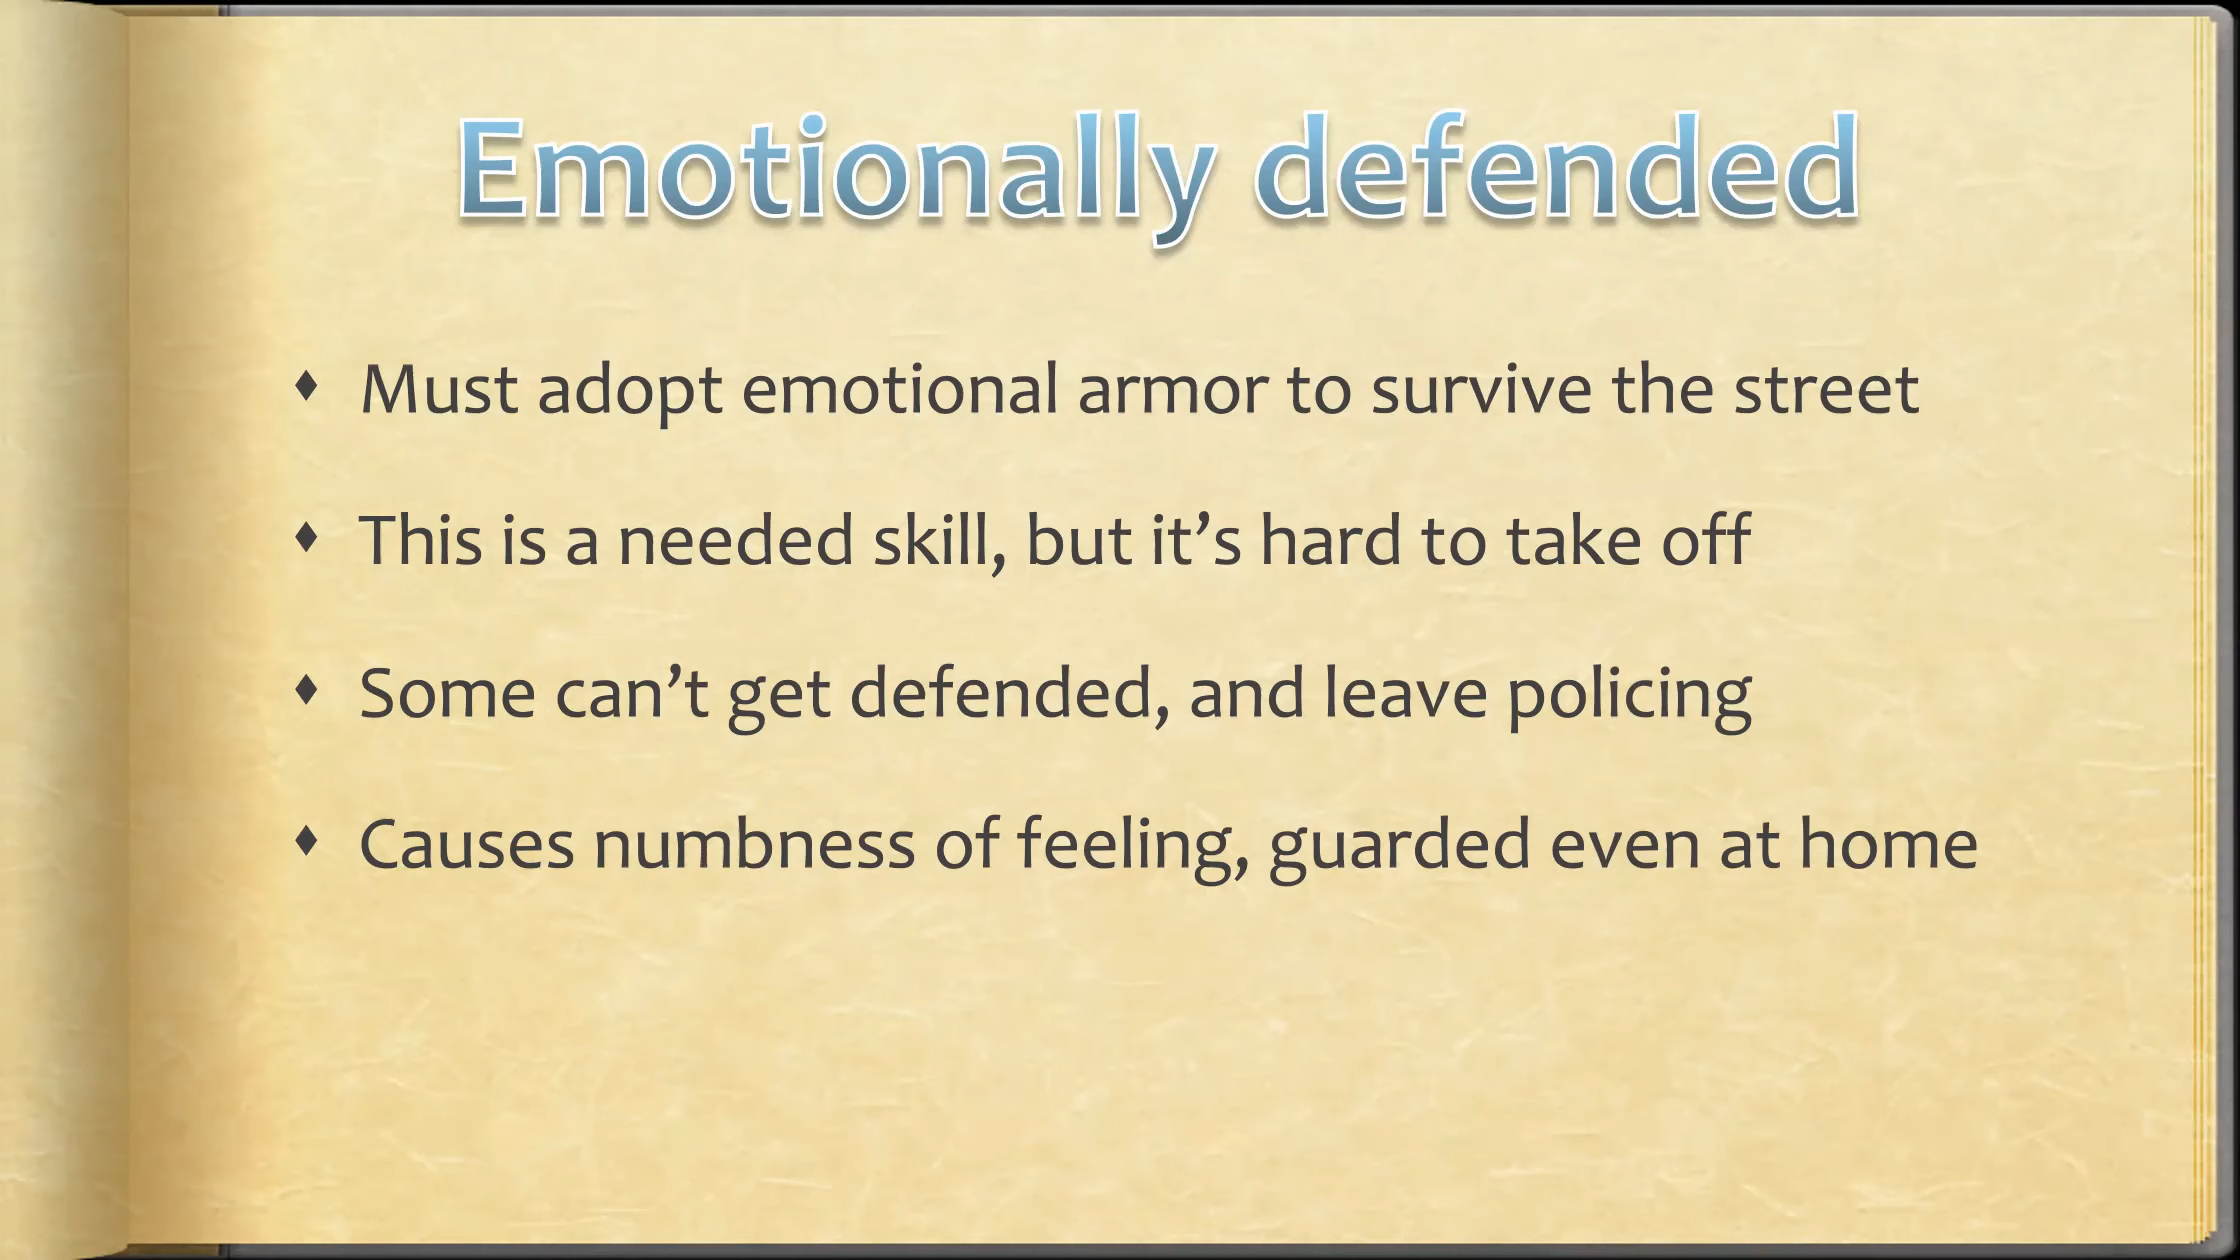 Emotionally defended
♦ Must adopt emotional armor to survive the street
♦ This is a needed skill, but it’s hard to take off
♦ Some can’t get defended, and leave policing
♦ Causes numbness of feeling, guarded even at home